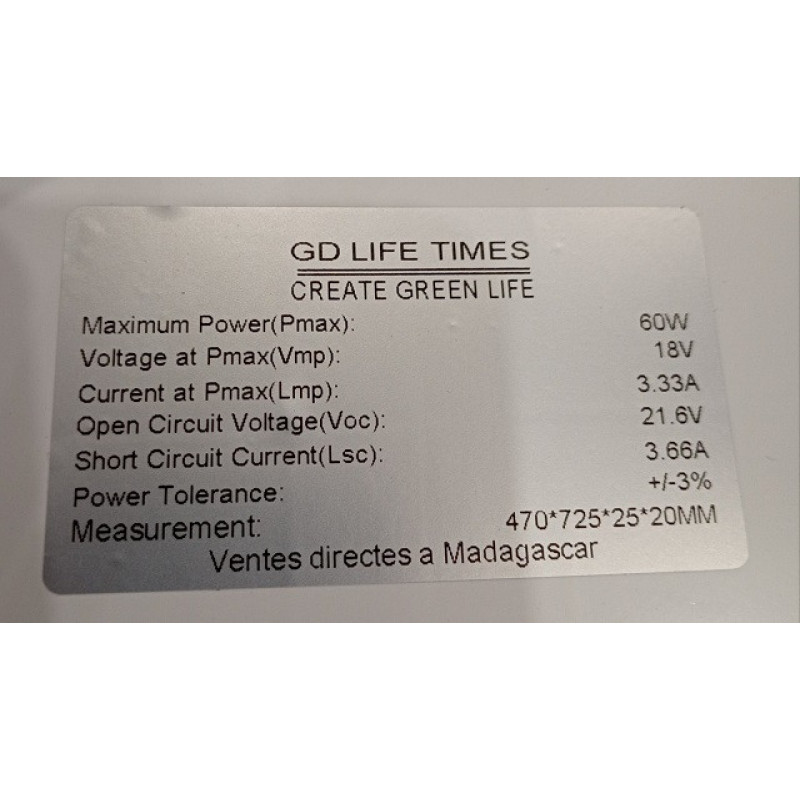 GD LIFE TIMES
CREATE GREEN LIFE
Maximum Power(Pmax): 60W
Voltage at Pmax(Vmp): 18V
Current at Pmax(Lmp): 3.33A
Open Circuit Voltage(Voc): 21.6V
Short Circuit Current(Lsc): 3.66A
Power Tolerance: +/-3%
Measurement: 470*725*25*20MM
Ventes directes a Madagascar